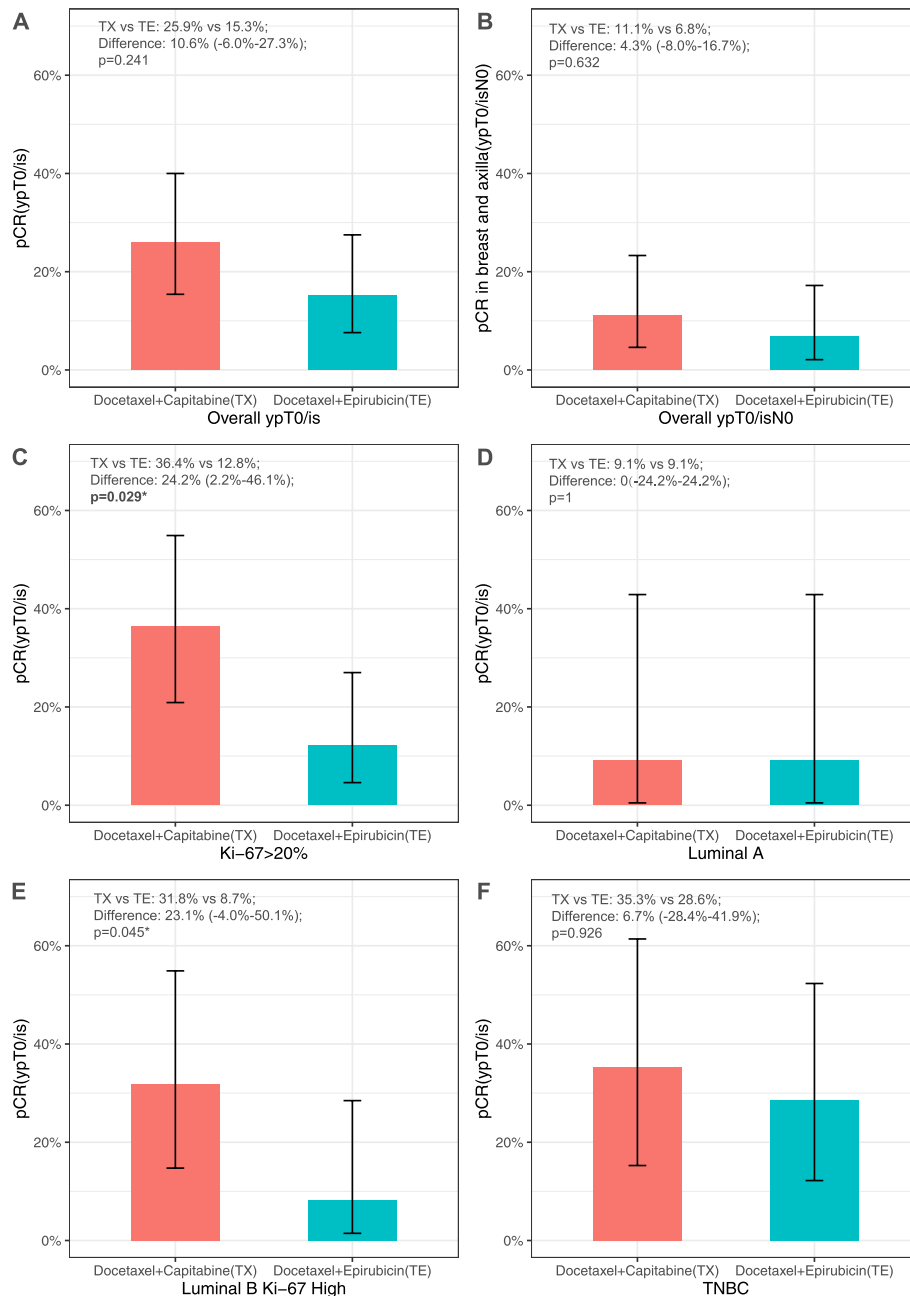 A
TX vs TE: 25.9% vs 15.3%;
Difference: 10.6% (-6.0%-27.3%);
p=0.241
60%
40%
20%
0%
pCR(ypT0/is)
Docetaxel+Capitabine(TX) Docetaxel+Epirubicin(TE)
Overall ypT0/is
B
TX vs TE: 11.1% vs 6.8%;
Difference: 4.3% (-8.0%-16.7%);
p=0.632
60%
40%
20%
0%
pCR in breast and axilla(ypT0/isN0)
Docetaxel+Capitabine(TX) Docetaxel+Epirubicin(TE)
Overall ypT0/isN0
C
TX vs TE: 36.4% vs 12.8%;
Difference: 24.2% (2.2%-46.1%);
p=0.029*
60%
40%
20%
0%
pCR(ypT0/is)
Docetaxel+Capitabine(TX) Docetaxel+Epirubicin(TE)
Ki−67>20%
D
TX vs TE: 9.1% vs 9.1%;
Difference: 0(-24.2%-24.2%);
p=1
60%
40%
20%
0%
pCR(ypT0/is)
Docetaxel+Capitabine(TX) Docetaxel+Epirubicin(TE)
Luminal A
E
TX vs TE: 31.8% vs 8.7%;
Difference: 23.1% (-4.0%-50.1%);
p=0.045*
60%
40%
20%
0%
pCR(ypT0/is)
Docetaxel+Capitabine(TX) Docetaxel+Epirubicin(TE)
Luminal B Ki−67 High
F
TX vs TE: 35.3% vs 28.6%;
Difference: 6.7% (-28.4%-41.9%);
p=0.926
60%
40%
20%
0%
pCR(ypT0/is)
Docetaxel+Capitabine(TX) Docetaxel+Epirubicin(TE)
TNBC